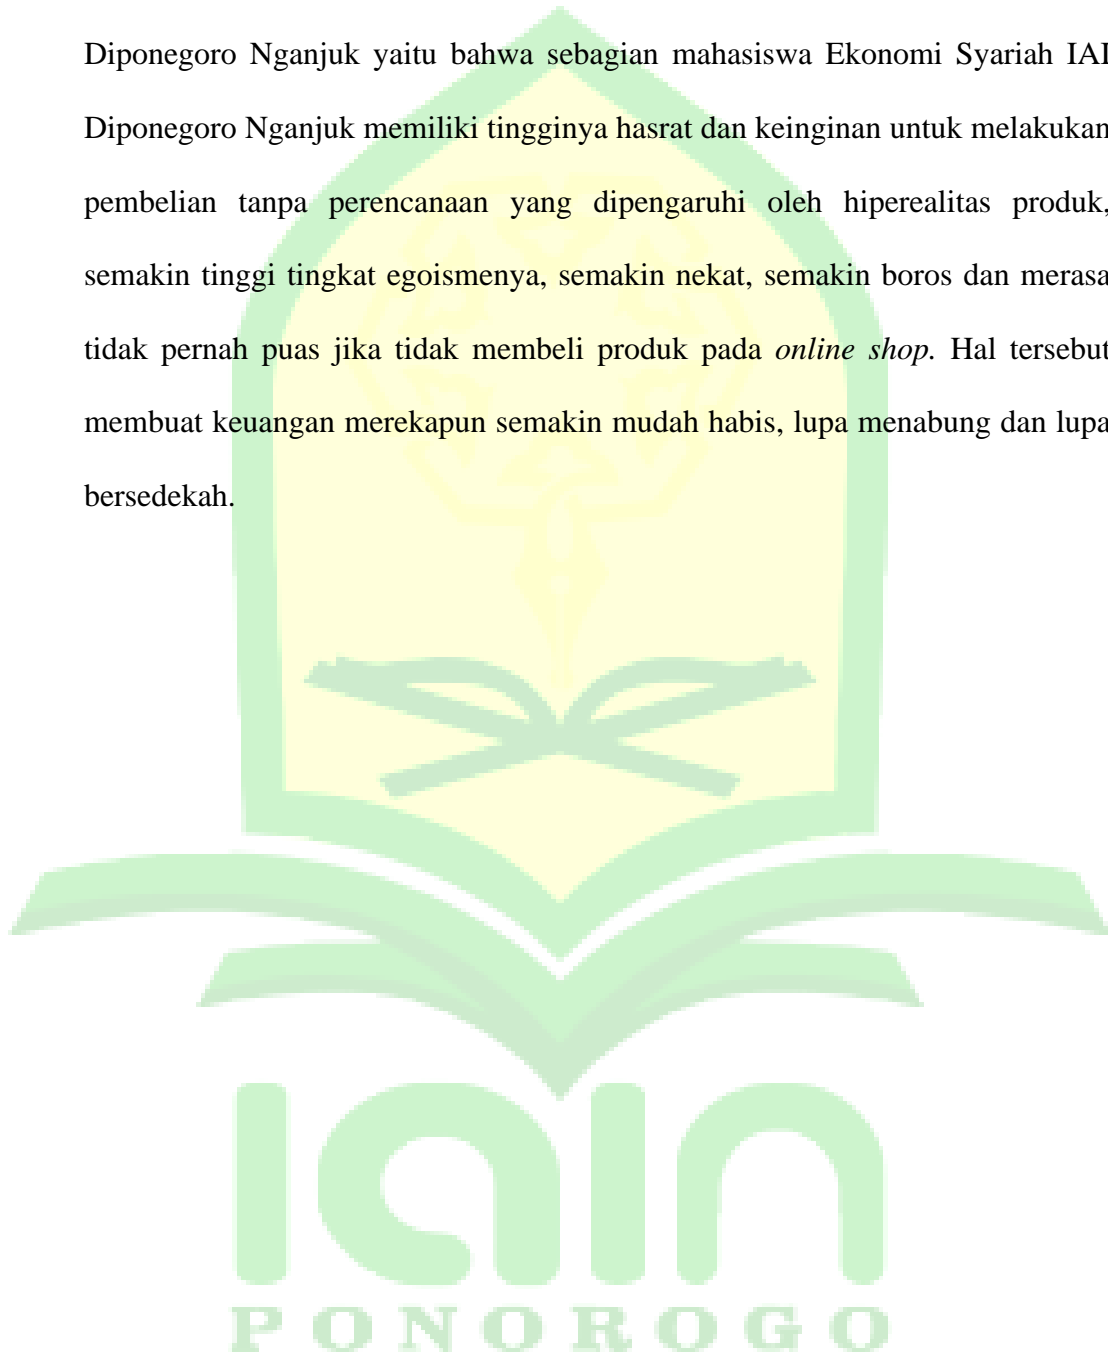 Diponegoro Nganjuk yaitu bahwa sebagian mahasiswa Ekonomi Syariah IAI
Diponegoro Nganjuk memiliki tingginya hasrat dan keinginan untuk melakukan
pembelian tanpa perencanaan yang dipengaruhi oleh hiperealitas produk,
semakin tinggi tingkat egoismenya, semakin nekat, semakin boros dan merasa
tidak pernah puas jika tidak membeli produk pada online shop. Hal tersebut
membuat keuangan merekapun semakin mudah habis, lupa menabung dan lupa
bersedekah.
IAIN
PONOROGO